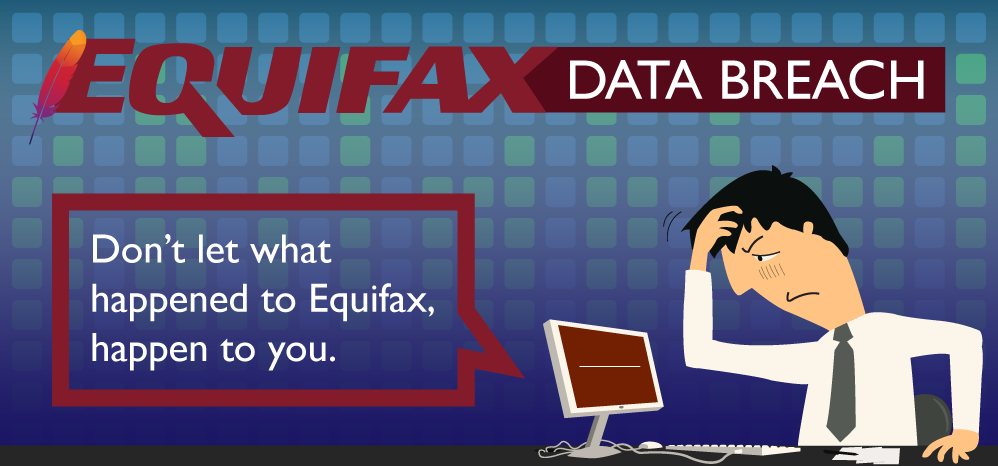 EQUIFAX DATA BREACH
Don't let what
happened to Equifax,
happen to you.